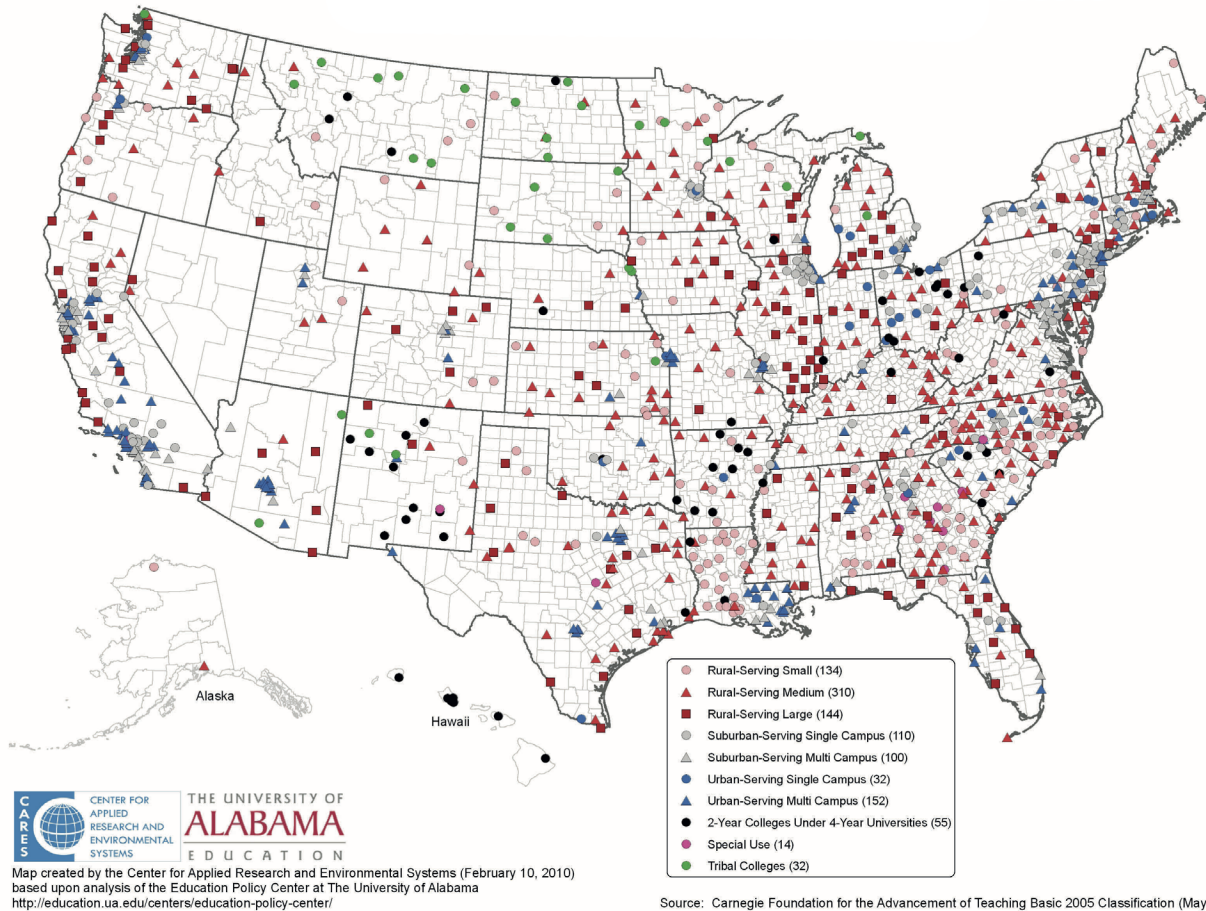 Alaska
Hawaii
Rural-Serving Small (134)
Rural-Serving Medium (310)
Rural-Serving Large (144)
Suburban-Serving Single Campus (110)
Suburban-Serving Multi Campus (100)
Urban-Serving Single Campus (32)
Urban-Serving Multi Campus (152)
2-Year Colleges Under 4-Year Universities (55)
Special Use (14)
Tribal Colleges (32)
CARES
CENTER FOR
APPLIED
RESEARCH AND
ENVIRONMENTAL
SYSTEMS
THE UNIVERSITY OF
ALABAMA
EDUCATION
Map created by the Center for Applied Research and Environmental Systems (February 10, 2010)
based upon analysis of the Education Policy Center at The University of Alabama
http://education.ua.edu/centers/education-policy-center/
Source: Carnegie Foundation for the Advancement of Teaching Basic 2005 Classification (May